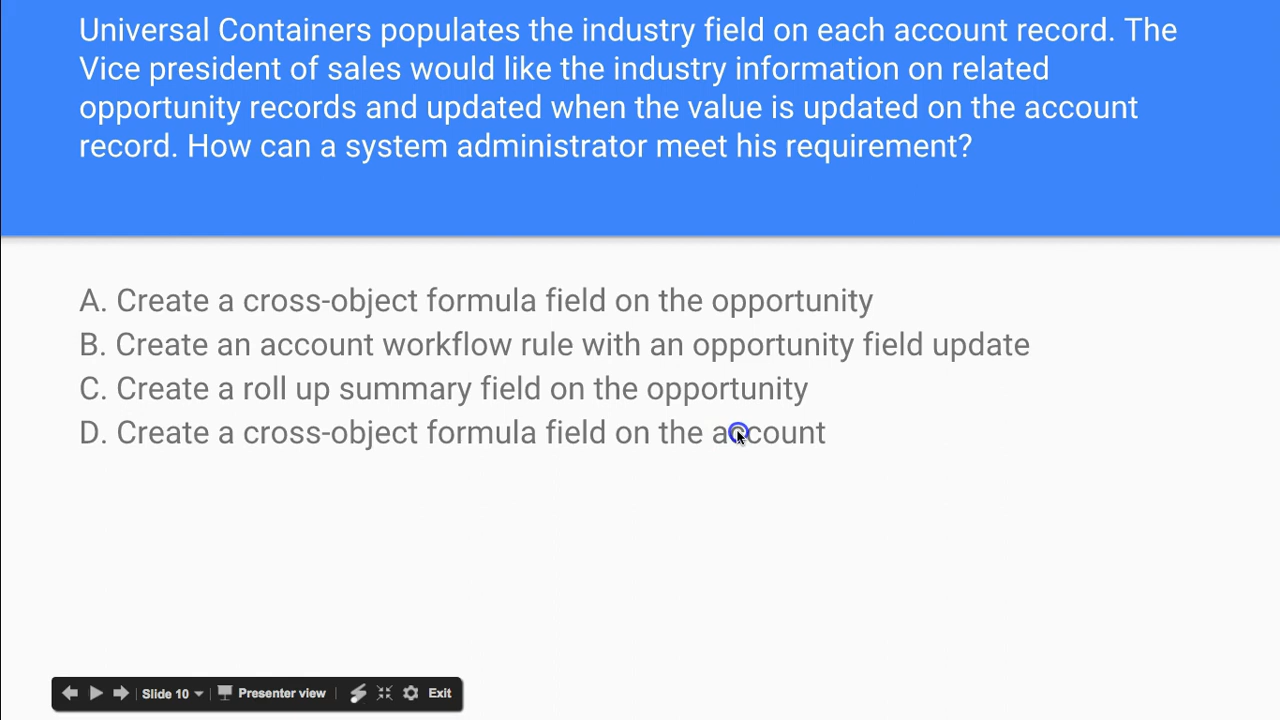 Universal Containers populates the industry field on each account record. The
Vice president of sales would like the industry information on related
opportunity records and updated when the value is updated on the account
record. How can a system administrator meet his requirement?
A. Create a cross-object formula field on the opportunity
B. Create an account workflow rule with an opportunity field update
C. Create a roll up summary field on the opportunity
D. Create a cross-object formula field on the account
Slide 10 Presenter view Exit